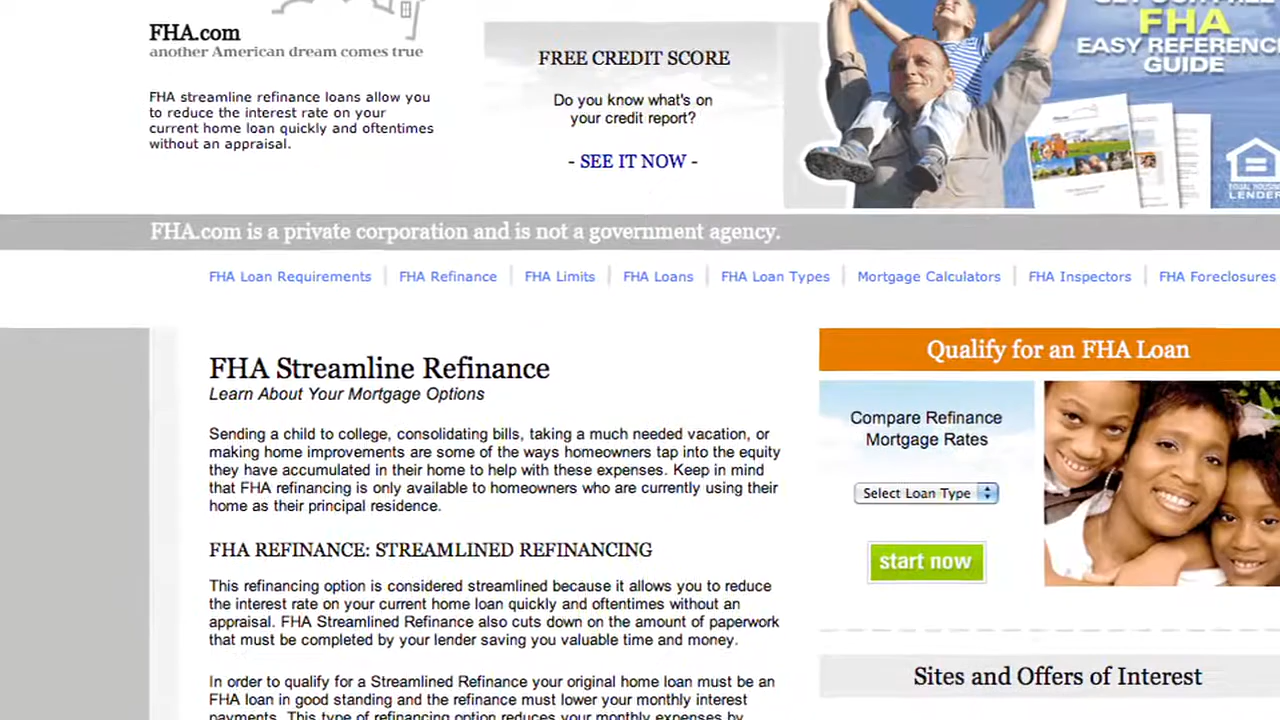 FHA.com
another American dream comes true
FHA streamline refinance loans allow you
to reduce the interest rate on your
current home loan quickly and oftentimes
without an appraisal.
FREE CREDIT SCORE
Do you know what's on
your credit report?
- SEE IT NOW -
FHA
EASY REFERENCE
GUIDE
EQUAL HOUSING
LENDER
FHA.com is a private corporation and is not a government agency.
FHA Loan Requirements
FHA Refinance
FHA Limits
FHA Loans
FHA Loan Types
Mortgage Calculators
FHA Inspectors
FHA Foreclosures
FHA Streamline Refinance
Learn About Your Mortgage Options
Sending a child to college, consolidating bills, taking a much needed vacation, or
making home improvements are some of the ways homeowners tap into the equity
they have accumulated in their home to help with these expenses. Keep in mind
that FHA refinancing is only available to homeowners who are currently using their
home as their principal residence.
FHA REFINANCE: STREAMLINED REFINANCING
This refinancing option is considered streamlined because it allows you to reduce
the interest rate on your current home loan quickly and oftentimes without an
appraisal. FHA Streamlined Refinance also cuts down on the amount of paperwork
that must be completed by your lender saving you valuable time and money.
In order to qualify for a Streamlined Refinance your original home loan must be an
FHA loan in good standing and the refinance must lower your monthly interest
payments. This type of refinancing option reduces your monthly expenses by
Qualify for an FHA Loan
Compare Refinance
Mortgage Rates
Select Loan Type
start now
Sites and Offers of Interest